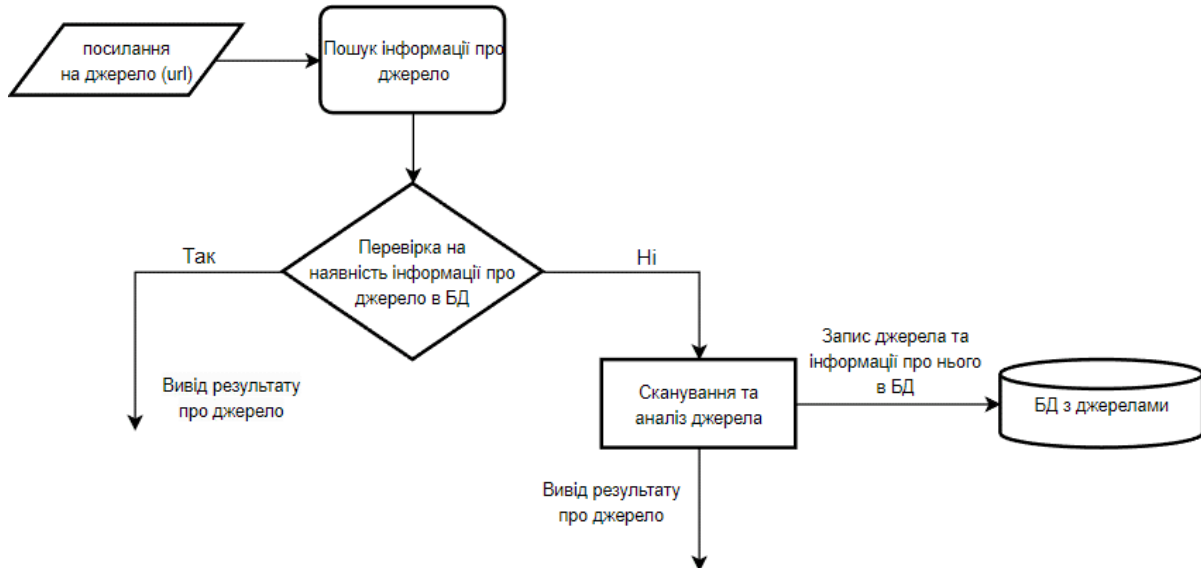 посилання
на джерело (url)
Пошук інформації про
джерело
Перевірка на
наявність інформації про
джерело в БД
Так
Ні
Вивід результату
про джерело
Сканування та
аналіз джерела
Запис джерела та
інформації про нього
в БД
БД з джерелами
Вивід результату
про джерело